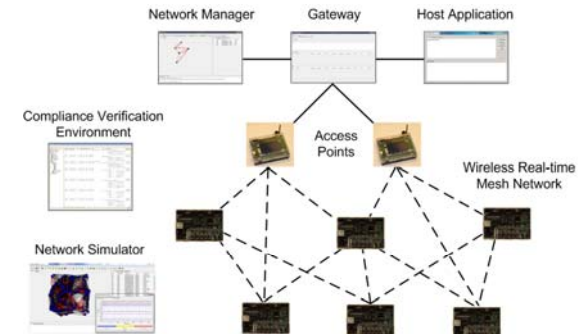 Network Manager
Gateway
Host Application
Compliance Verification
Environment
Access
Points
Wireless Real-time
Mesh Network
Network Simulator